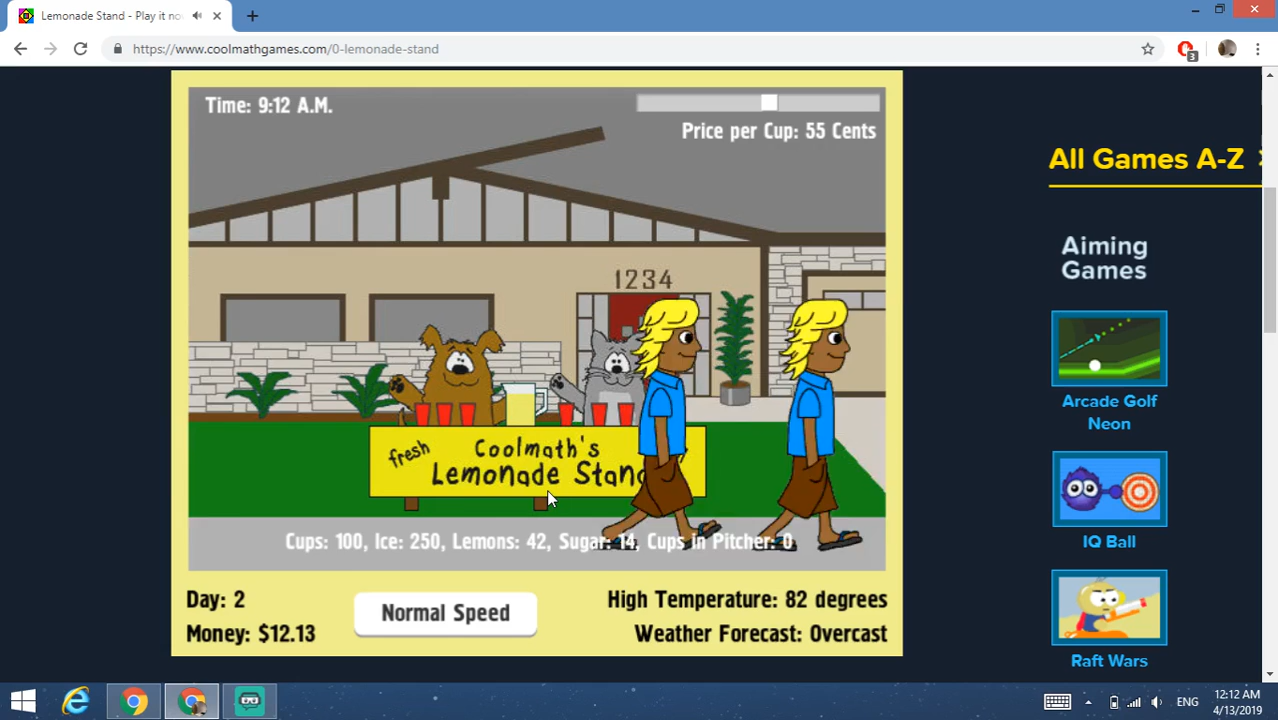 Lemonade Stand - Play it no
https://www.coolmathgames.com/0-lemonade-stand
3
Time: 9:12 A.M.
Price per Cup: 55 Cents
All Games A-Z
1234
Aiming
Games
fresh
Coolmath's
Lemonade Stand
Arcade Golf
Neon
Cups: 100, Ice: 250, Lemons: 42, Sugar: 14, Cups in Pitcher: 0
IQ Ball
Day: 2
Normal Speed
High Temperature: 82 degrees
Money: $12.13
Weather Forecast: Overcast
Raft Wars
ENG
12:12 AM
4/13/2019